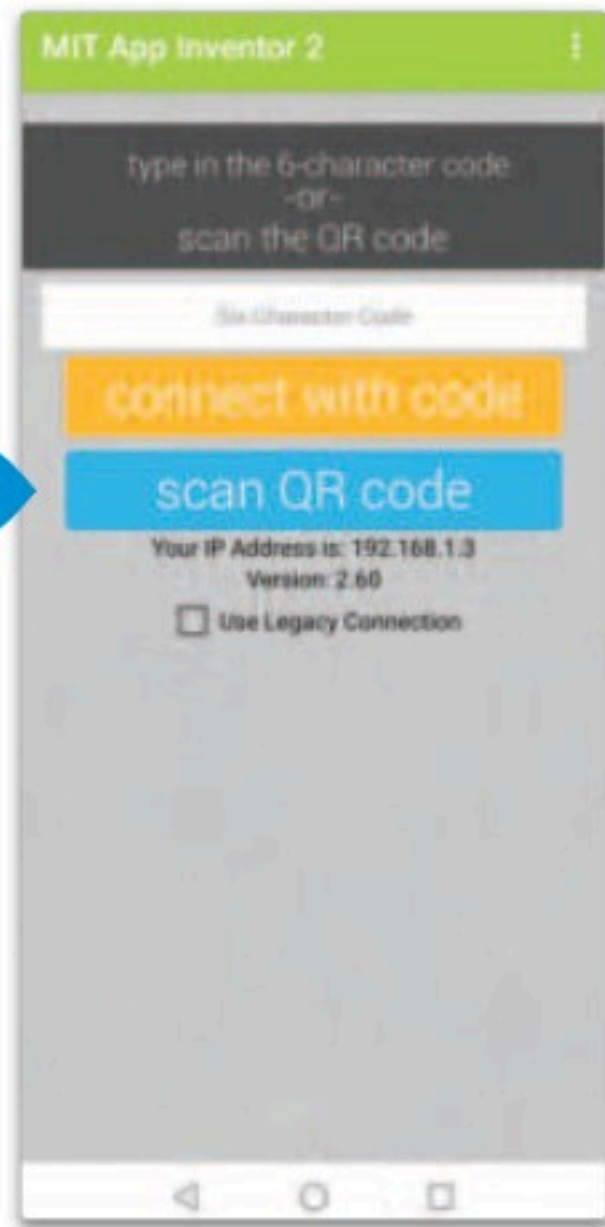 MIT App Inventor 2
type in the 6-character code
-or-
scan the QR code
Six Character Code
connect with code
scan QR code
Your IP Address is: 192.168.1.3
Version: 2.60
Use Legacy Connection